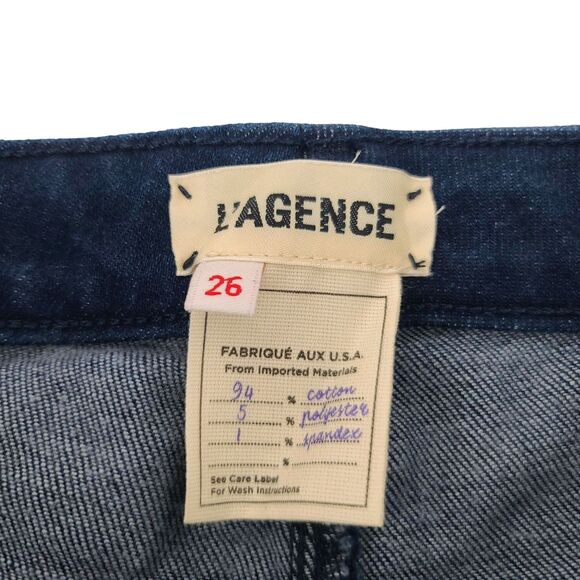 L'AGENCE
26
FABRIQUÉ AUX U.S.A.
From Imported Materials
94 % cotton
5 % polyester
1 % spandex
%
See Care Label
For Wash Instructions